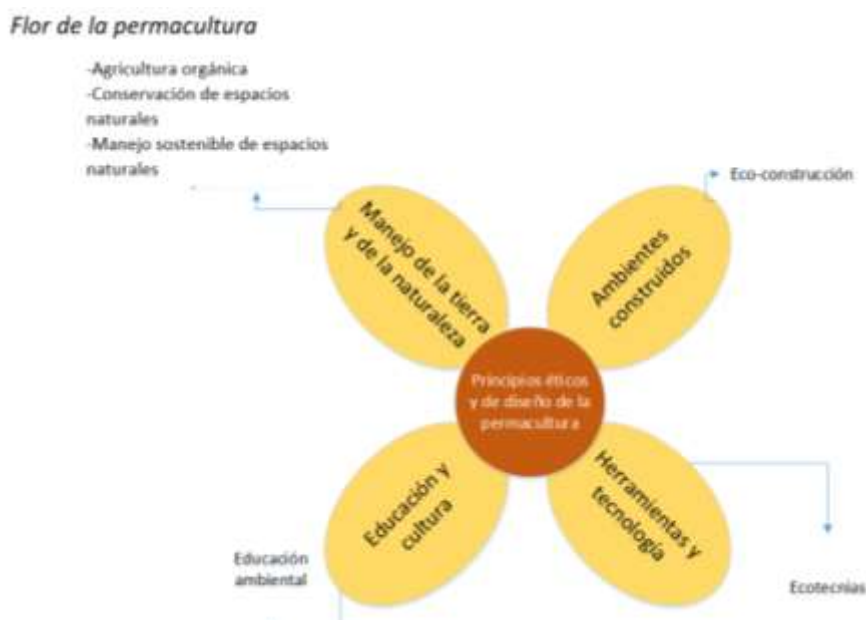 Flor de la permacultura
-Agricultura orgánica
-Conservación de espacios
naturales
-Manejo sostenible de espacios
naturales
Eco-construcción
Manejo de la tierra
y de la naturaleza
Ambientes
construidos
Principios éticos
y de diseño de la
permacultura
Educación y
cultura
Herramientas y
tecnología
Educación
ambiental
Ecotecnias